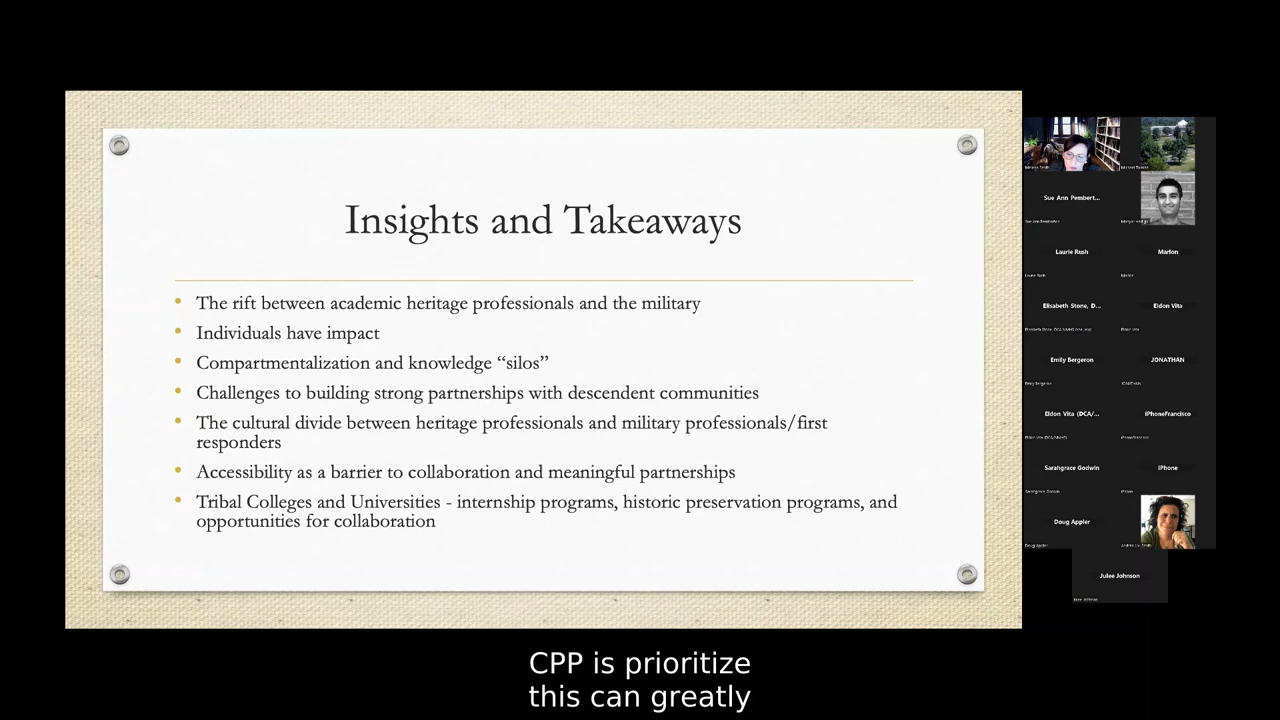 Insights and Takeaways
• The rift between academic heritage professionals and the military
• Individuals have impact
• Compartmentalization and knowledge “silos”
• Challenges to building strong partnerships with descendent communities
• The cultural divide between heritage professionals and military professionals/first
responders
• Accessibility as a barrier to collaboration and meaningful partnerships
• Tribal Colleges and Universities - internship programs, historic preservation programs, and
opportunities for collaboration
Sue Ann Pembert...
Laurie Rush
Marlon
Elisabeth Stone, D...
Eldon Vita
Emily Bergeron
JONATHAN
Eldon Vita (DCA/...
iPhoneFrancisco
Sarahgrace Godwin
iPhone
Doug Appler
Julee Johnson
CPP is prioritize
this can greatly